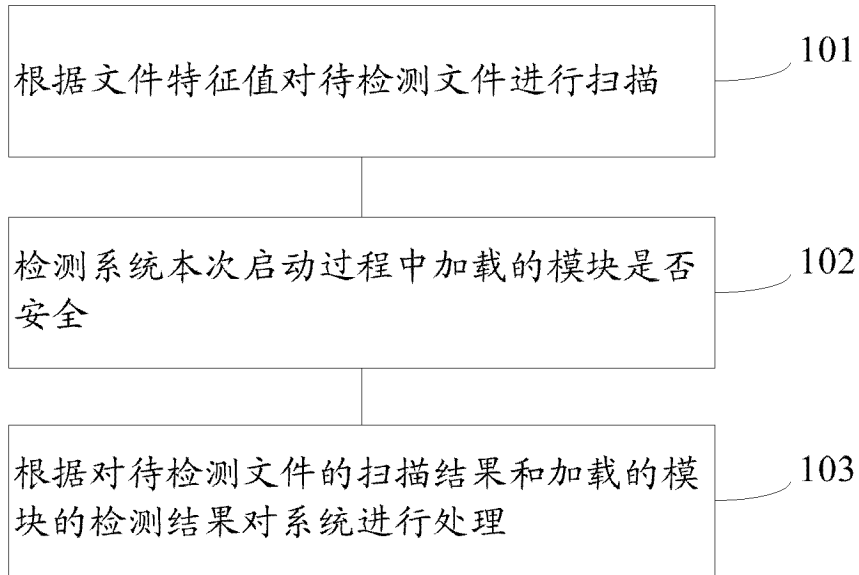 根据文件特征值对待检测文件进行扫描
101
检测系统本次启动过程中加载的模块是否
安全
102
根据对待检测文件的扫描结果和加载的模
块的检测结果对系统进行处理
103